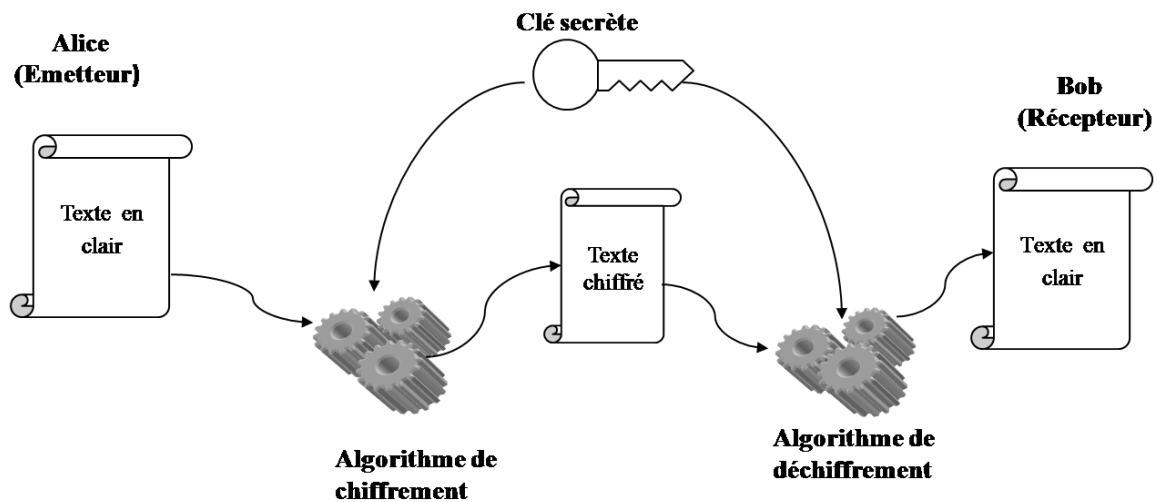 Clé secrète
Alice
(Emetteur)
Bob
(Récepteur)
Texte en
clair
Texte
chiffré
Texte en
clair
Algorithme de
chiffrement
Algorithme de
déchiffrement